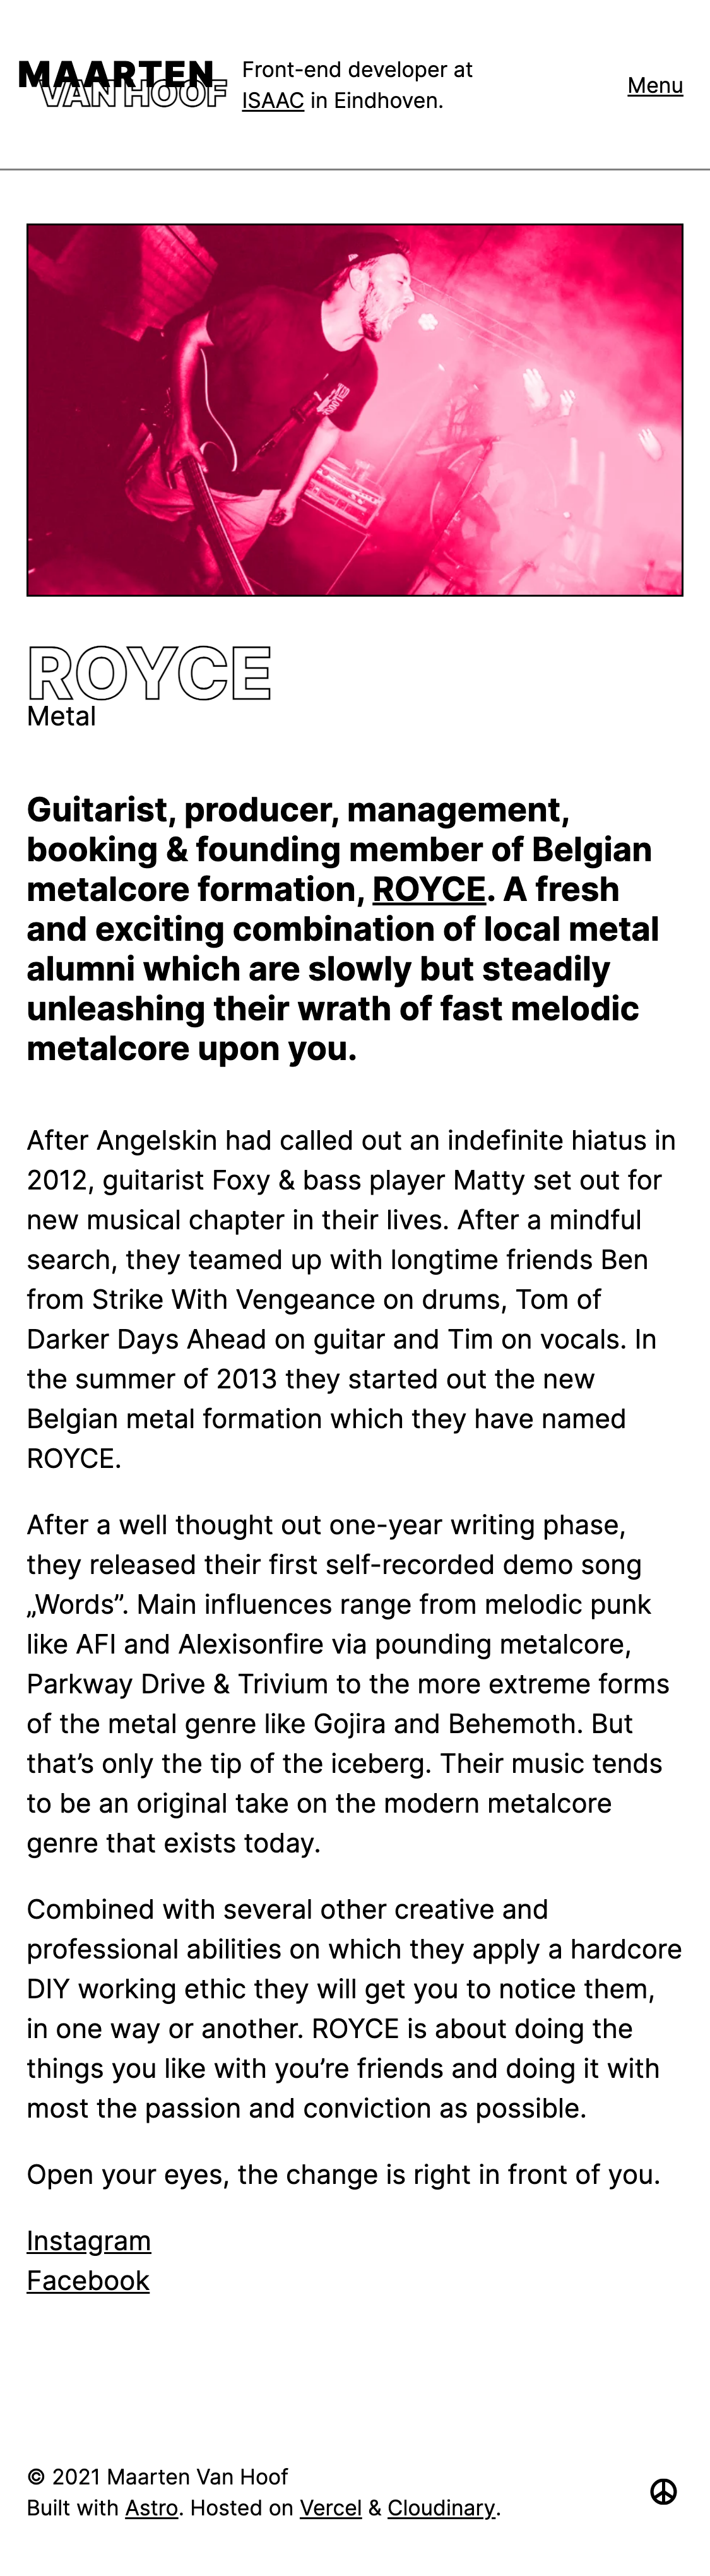 MAARTEN
VAN HOOF
Front-end developer at
ISAAC in Eindhoven.
Menu
ROYCE
Metal
Guitarist, producer, management,
booking & founding member of Belgian
metalcore formation, ROYCE. A fresh
and exciting combination of local metal
alumni which are slowly but steadily
unleashing their wrath of fast melodic
metalcore upon you.
After Angelskin had called out an indefinite hiatus in
2012, guitarist Foxy & bass player Matty set out for
new musical chapter in their lives. After a mindful
search, they teamed up with longtime friends Ben
from Strike With Vengeance on drums, Tom of
Darker Days Ahead on guitar and Tim on vocals. In
the summer of 2013 they started out the new
Belgian metal formation which they have named
ROYCE.
After a well thought out one-year writing phase,
they released their first self-recorded demo song
„Words”. Main influences range from melodic punk
like AFI and Alexisonfire via pounding metalcore,
Parkway Drive & Trivium to the more extreme forms
of the metal genre like Gojira and Behemoth. But
that’s only the tip of the iceberg. Their music tends
to be an original take on the modern metalcore
genre that exists today.
Combined with several other creative and
professional abilities on which they apply a hardcore
DIY working ethic they will get you to notice them,
in one way or another. ROYCE is about doing the
things you like with you’re friends and doing it with
most the passion and conviction as possible.
Open your eyes, the change is right in front of you.
Instagram
Facebook
© 2021 Maarten Van Hoof
Built with Astro. Hosted on Vercel & Cloudinary.